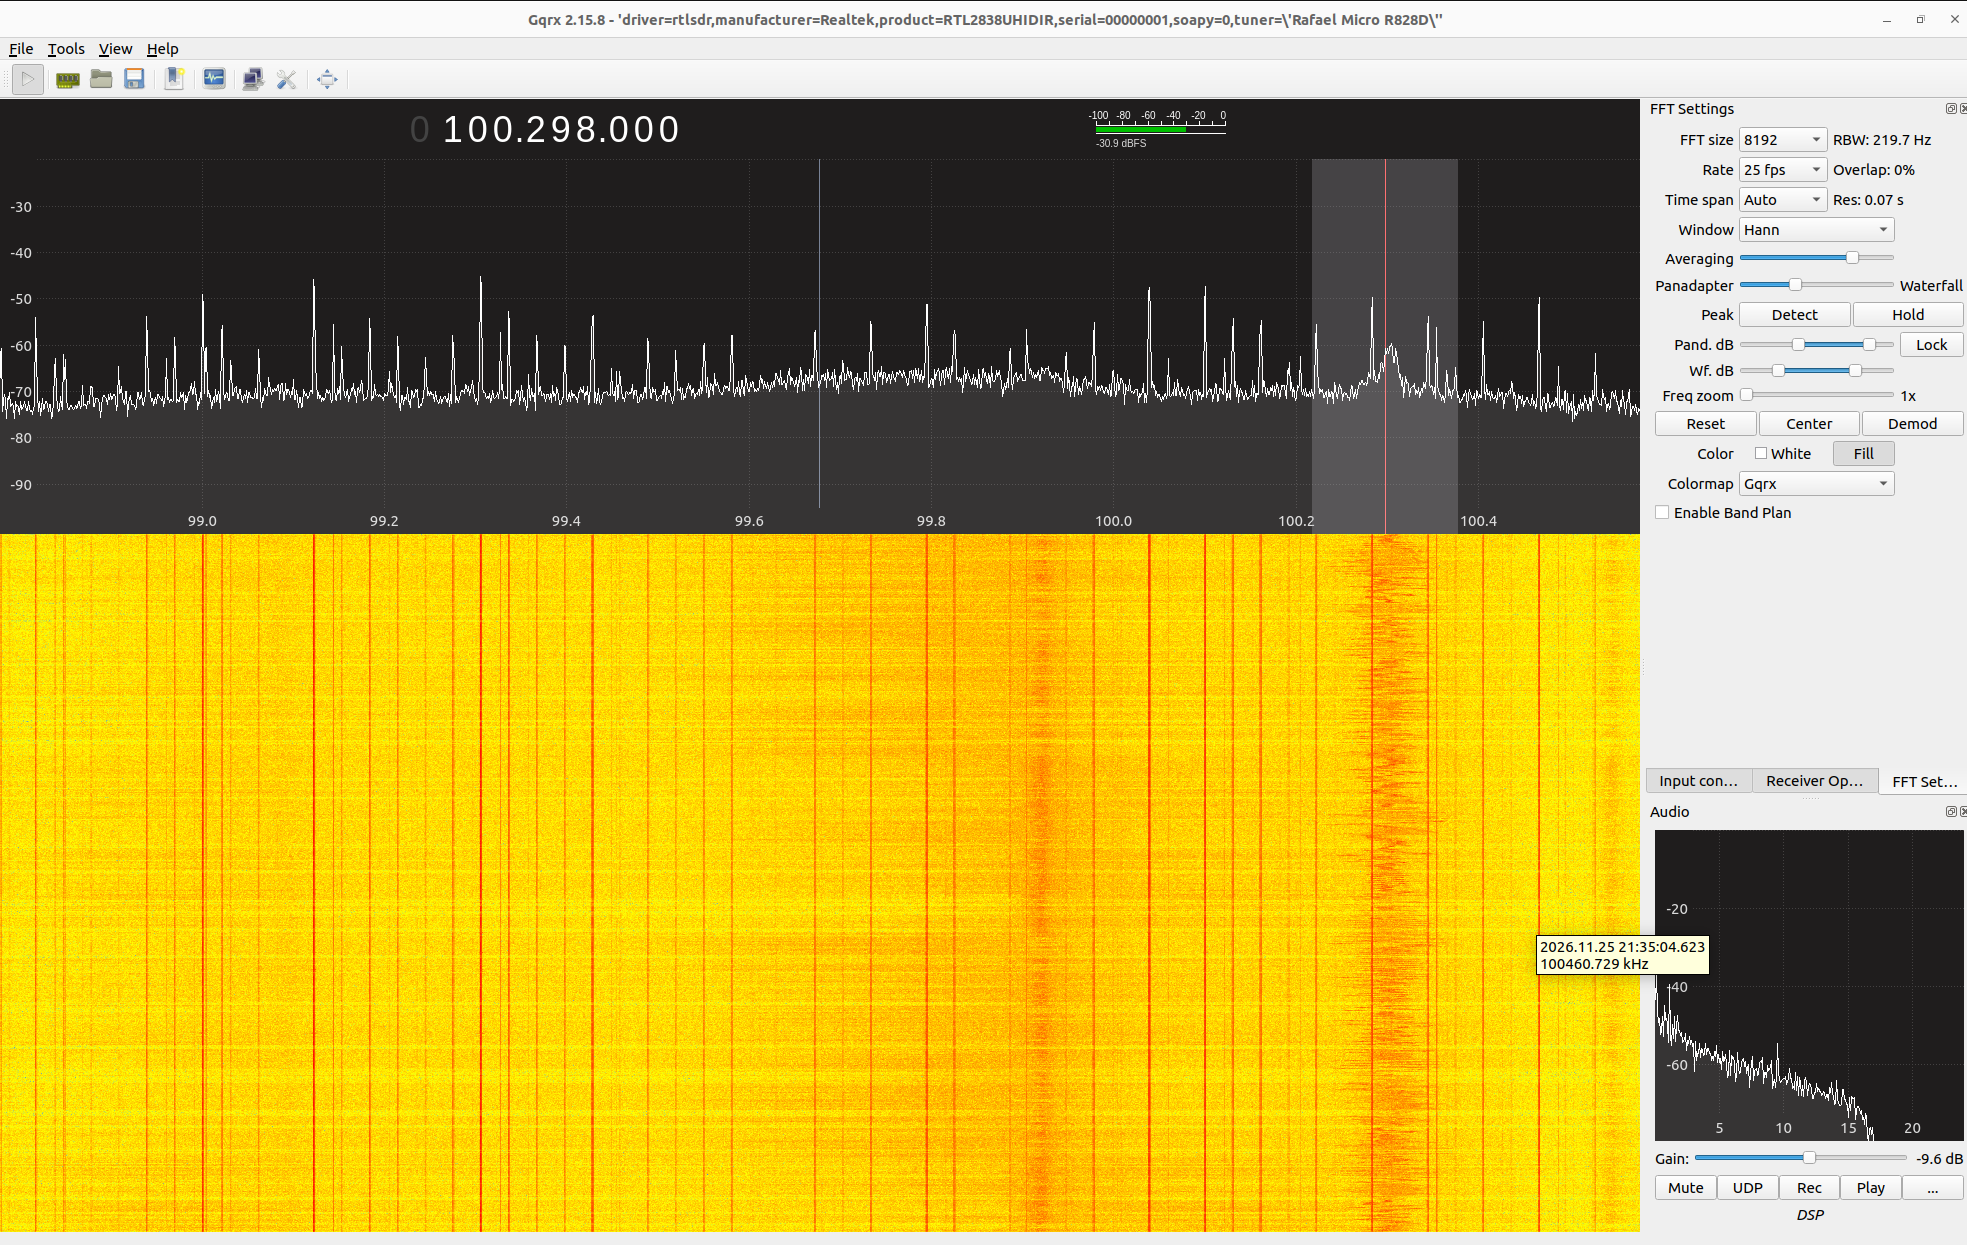 Gqrx 2.15.8 - 'driver=rtlsdr,manufacturer=Realtek,product=RTL2838UHIDIR,serial=00000001,soapy=0,tuner=\'Rafael Micro R828D\''
File Tools View Help
0 100.298.000
-100 -80 -60 -40 -20 0
-30.9 dBFS
-30
-40
-50
-60
-70
-80
-90
99.0 99.2 99.4 99.6 99.8 100.0 100.2 100.4
FFT Settings
FFT size 8192 RBW: 219.7 Hz
Rate 25 fps Overlap: 0%
Time span Auto Res: 0.07 s
Window Hann
Averaging
Panadapter Waterfall
Peak Detect Hold
Pand. dB Lock
Wf. dB
Freq zoom 1x
Reset Center Demod
Color White Fill
Colormap Gqrx
Enable Band Plan
Input con... Receiver Op... FFT Set...
Audio
-20
2026.11.25 21:35:04.623
100460.729 kHz
-40
-60
5 10 15 20
Gain: -9.6 dB
Mute UDP Rec Play ...
DSP